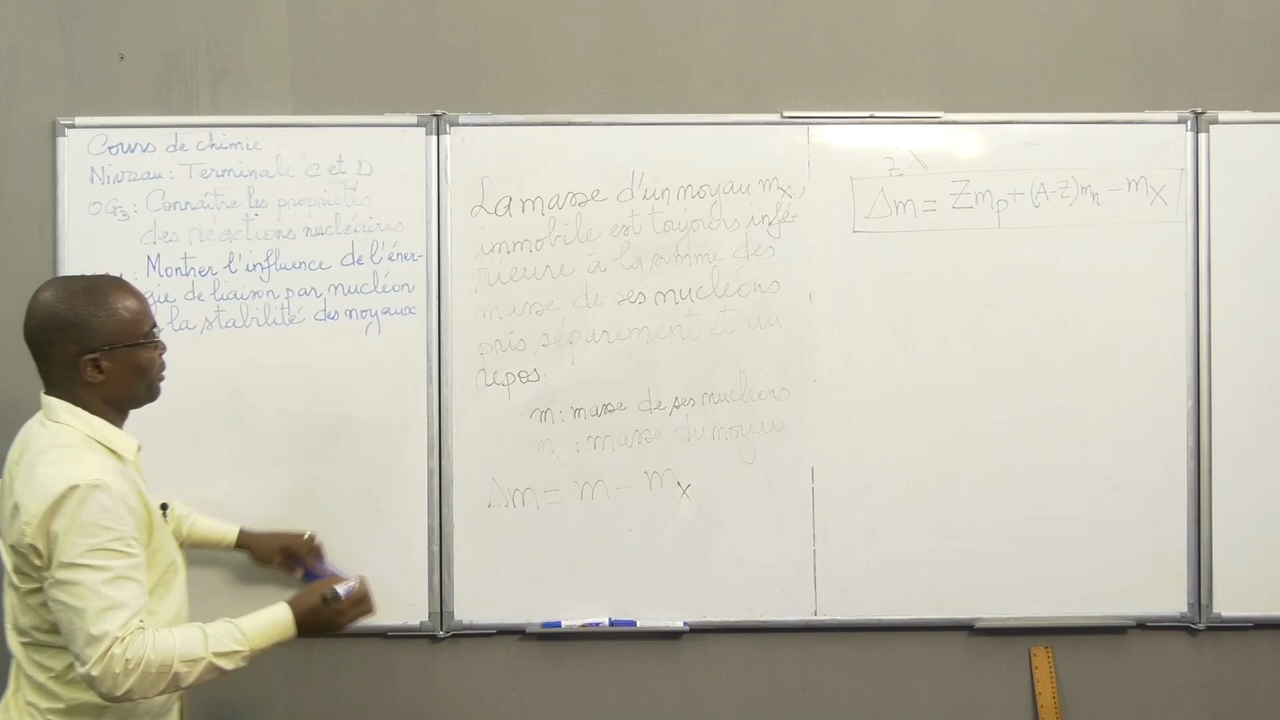 Cours de chimie
Niveau : Terminale C et D
OG3 : Connaître les propriétés
des réactions nucléaires
: Montrer l'influence de l'éner-
gie de liaison par nucléon
la stabilité des noyaux
La masse d'un noyau mX,
immobile est toujours infé-
rieure à la somme des
masse de ses nucléons
pris séparement et au
repos.
m : masse de ses nucléons
mX : masse du noyau
Δm = m - mX
Z X
Δm = Zmp + (A-Z)mn - mX